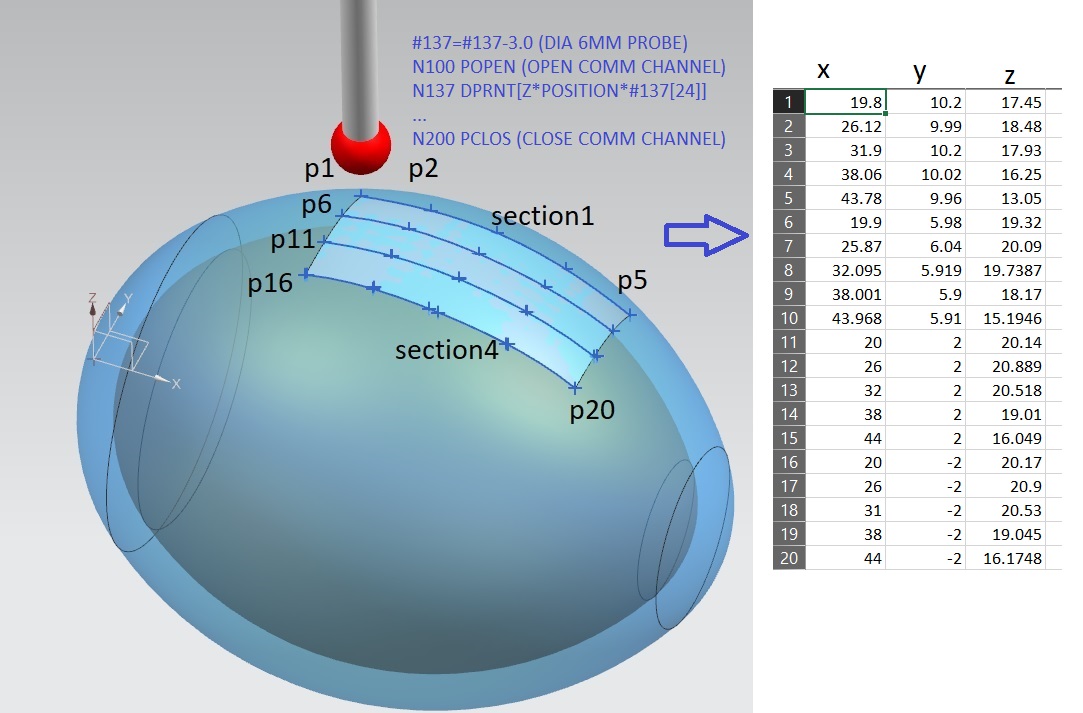 #137=#137-3.0 (DIA 6MM PROBE)
N100 POPEN (OPEN COMM CHANNEL)
N137 DPRNT[Z*POSITION*#137[24]]
...
N200 PCLOS (CLOSE COMM CHANNEL)
p1 p2
p6 section1
p11
p16 p5
section4
p20
Z Y
X
x y z
1 19.8 10.2 17.45
2 26.12 9.99 18.48
3 31.9 10.2 17.93
4 38.06 10.02 16.25
5 43.78 9.96 13.05
6 19.9 5.98 19.32
7 25.87 6.04 20.09
8 32.095 5.919 19.7387
9 38.001 5.9 18.17
10 43.968 5.91 15.1946
11 20 2 20.14
12 26 2 20.889
13 32 2 20.518
14 38 2 19.01
15 44 2 16.049
16 20 -2 20.17
17 26 -2 20.9
18 31 -2 20.53
19 38 -2 19.045
20 44 -2 16.1748